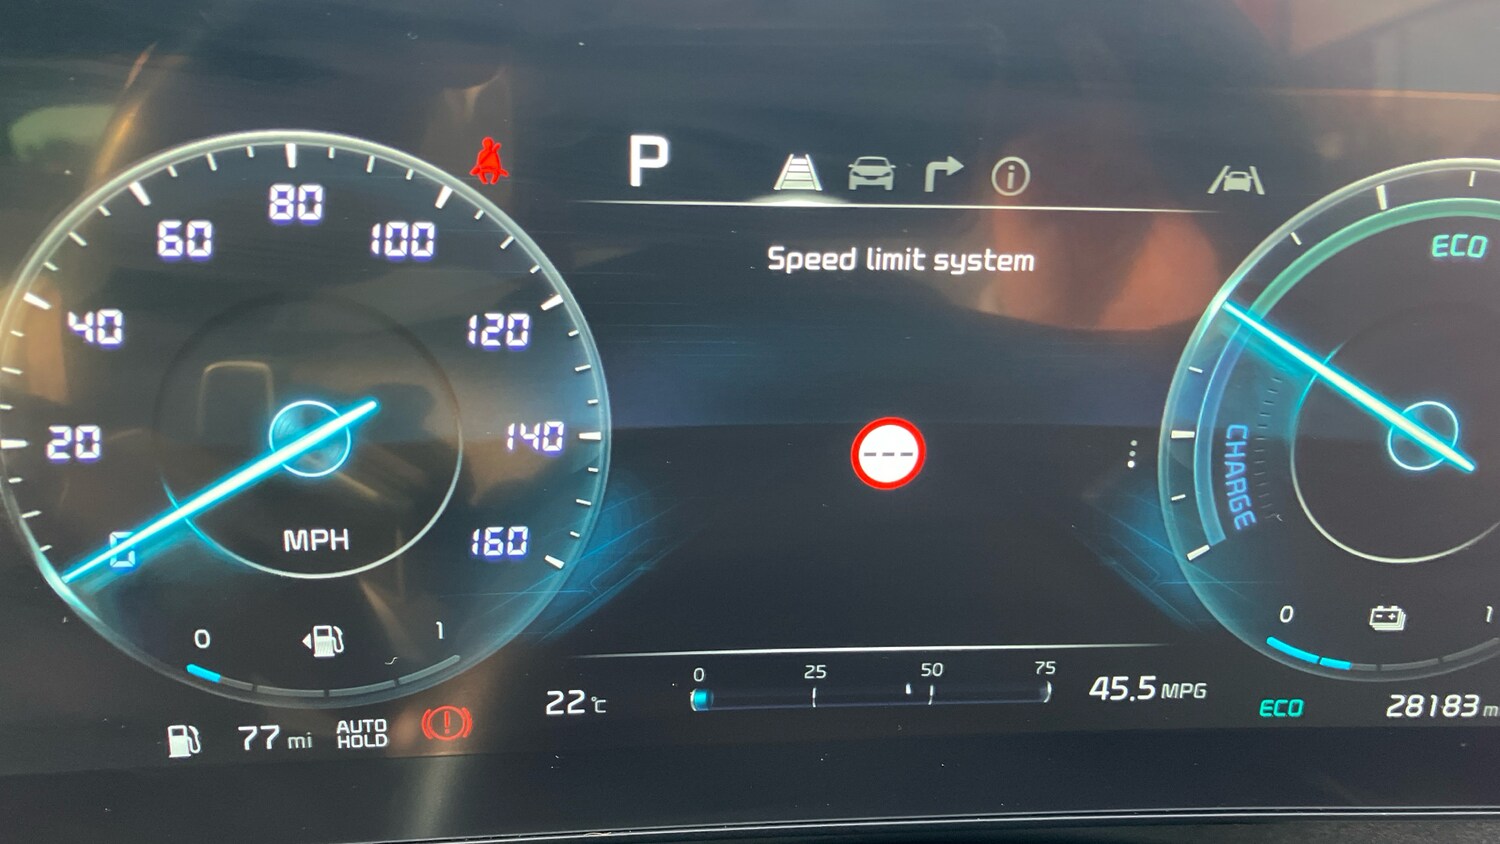 P
80
60
100
ECO
Speed limit system
40
120
20
140
CHARGE
MPH
0
160
0
1
0
1
0 25 50 75
22°C
45.5 MPG
ECO
28183 m
77 mi
AUTO
HOLD